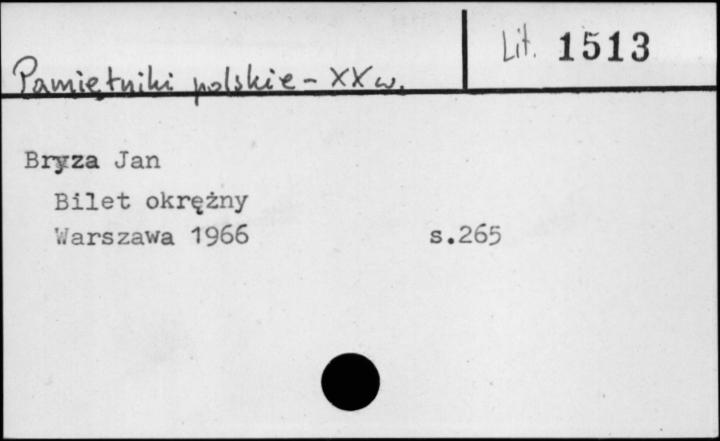 Lit. 1513
Pamiętniki polskie – XX w.
Bryza Jan
Bilet okrężny
Warszawa 1966 s.265